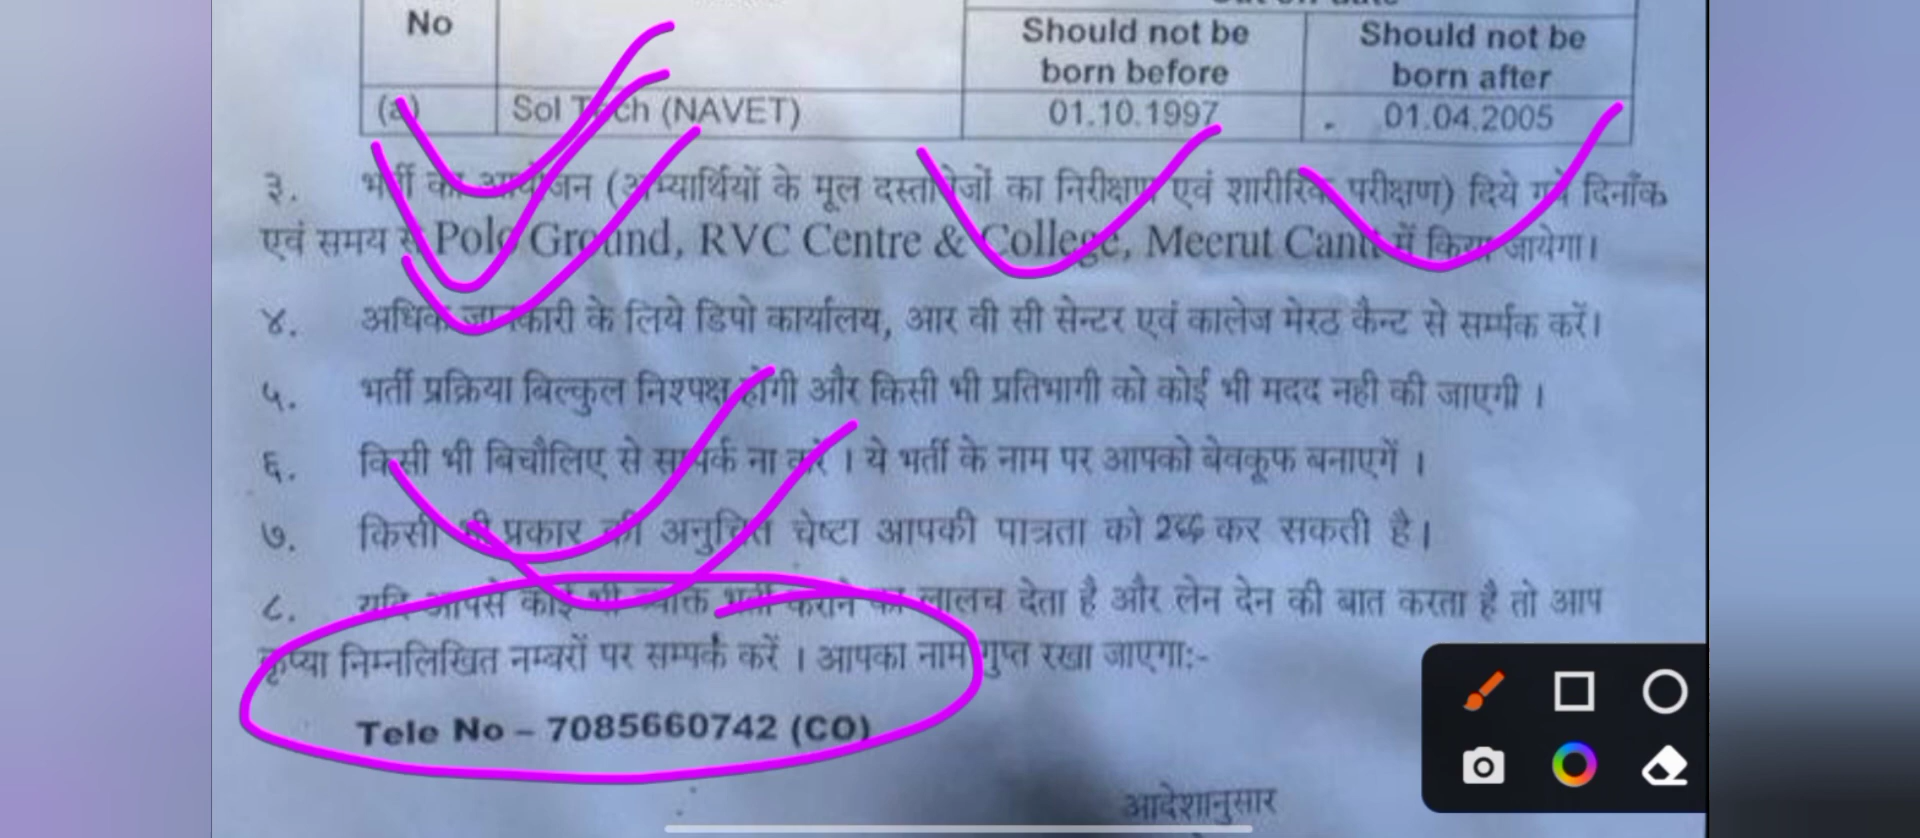 No
Should not be born before
Should not be born after
(a) Sol Tech (NAVET) 01.10.1997 01.04.2005
३. भर्ती का आयोजन (अभ्यार्थियों के मूल दस्तावेजों का निरीक्षण एवं शारीरिक परीक्षण) दिये गये दिनाँक
एवं समय से Polo Ground, RVC Centre & College, Meerut Cantt में किया जायेगा।
४. अधिक जानकारी के लिये डिपो कार्यालय, आर वी सी सेन्टर एवं कालेज मेरठ कैन्ट से सर्म्पक करें।
५. भर्ती प्रक्रिया बिल्कुल निश्पक्ष होगी और किसी भी प्रतिभागी को कोई भी मदद नही की जाएगी ।
६. किसी भी बिचौलिए से सम्पर्क ना करें । ये भर्ती के नाम पर आपको बेवकूफ बनाएगें ।
७. किसी भी प्रकार की अनुचित चेष्टा आपकी पात्रता को रद्द कर सकती है।
८. यदि आपसे कोई भी व्यक्ति भर्ती कराने का लालच देता है और लेन देन की बात करता है तो आप
कृप्या निम्नलिखित नम्बरों पर सम्पर्क करें । आपका नाम गुप्त रखा जाएगा:-
Tele No – 7085660742 (CO)
आदेशानुसार